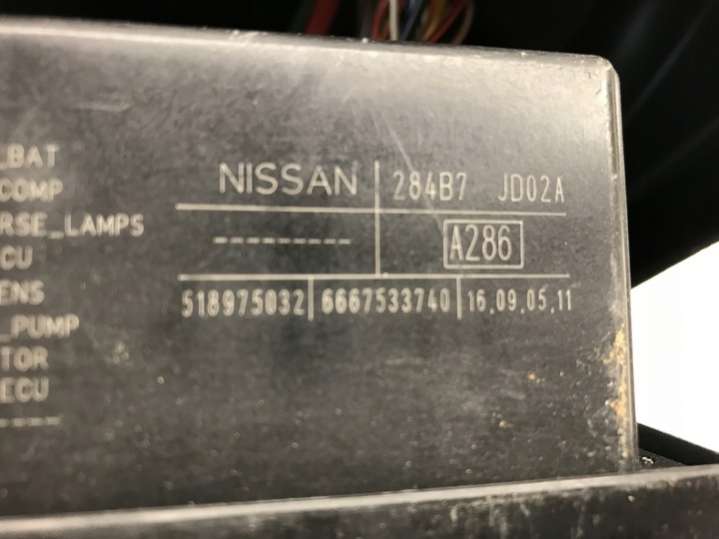 BAT
COMP
RSE_LAMPS
CU
ENS
_PUMP
TOR
ECU
-----
NISSAN 284B7 JD02A
--------- A286
518975032 6667533740 16.09.05.11